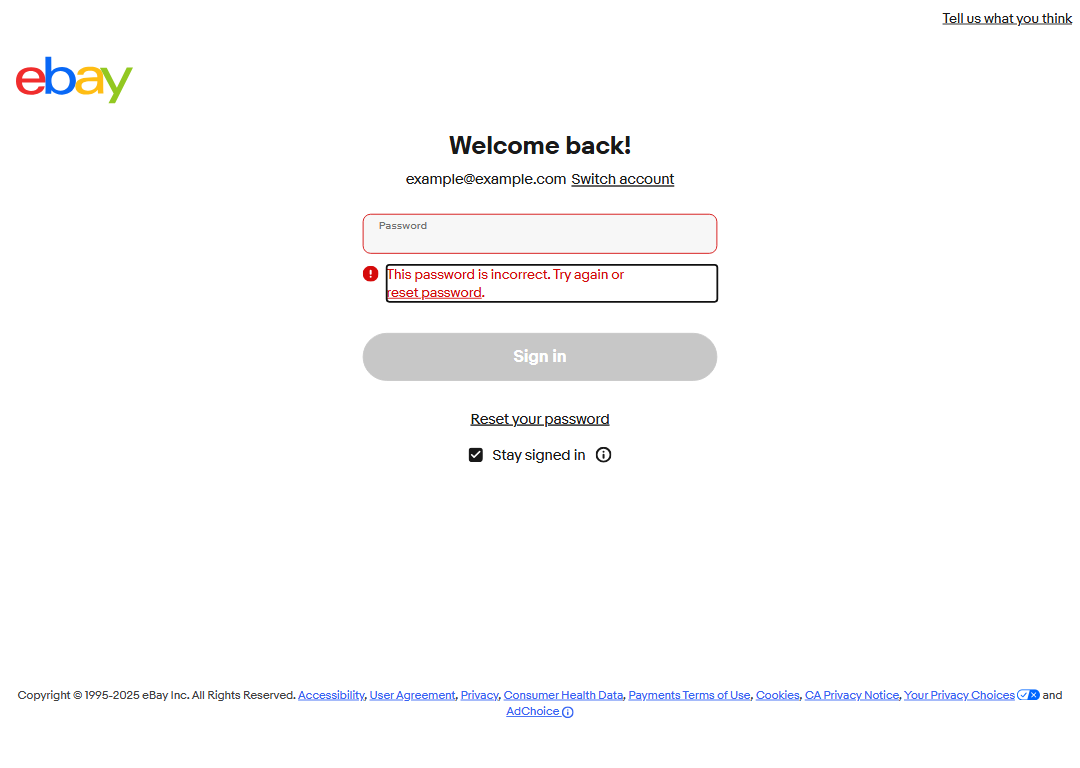 Tell us what you think
ebay
Welcome back!
example@example.com Switch account
Password
This password is incorrect. Try again or
reset password.
Sign in
Reset your password
Stay signed in
Copyright © 1995-2025 eBay Inc. All Rights Reserved. Accessibility, User Agreement, Privacy, Consumer Health Data, Payments Terms of Use, Cookies, CA Privacy Notice, Your Privacy Choices and
AdChoice